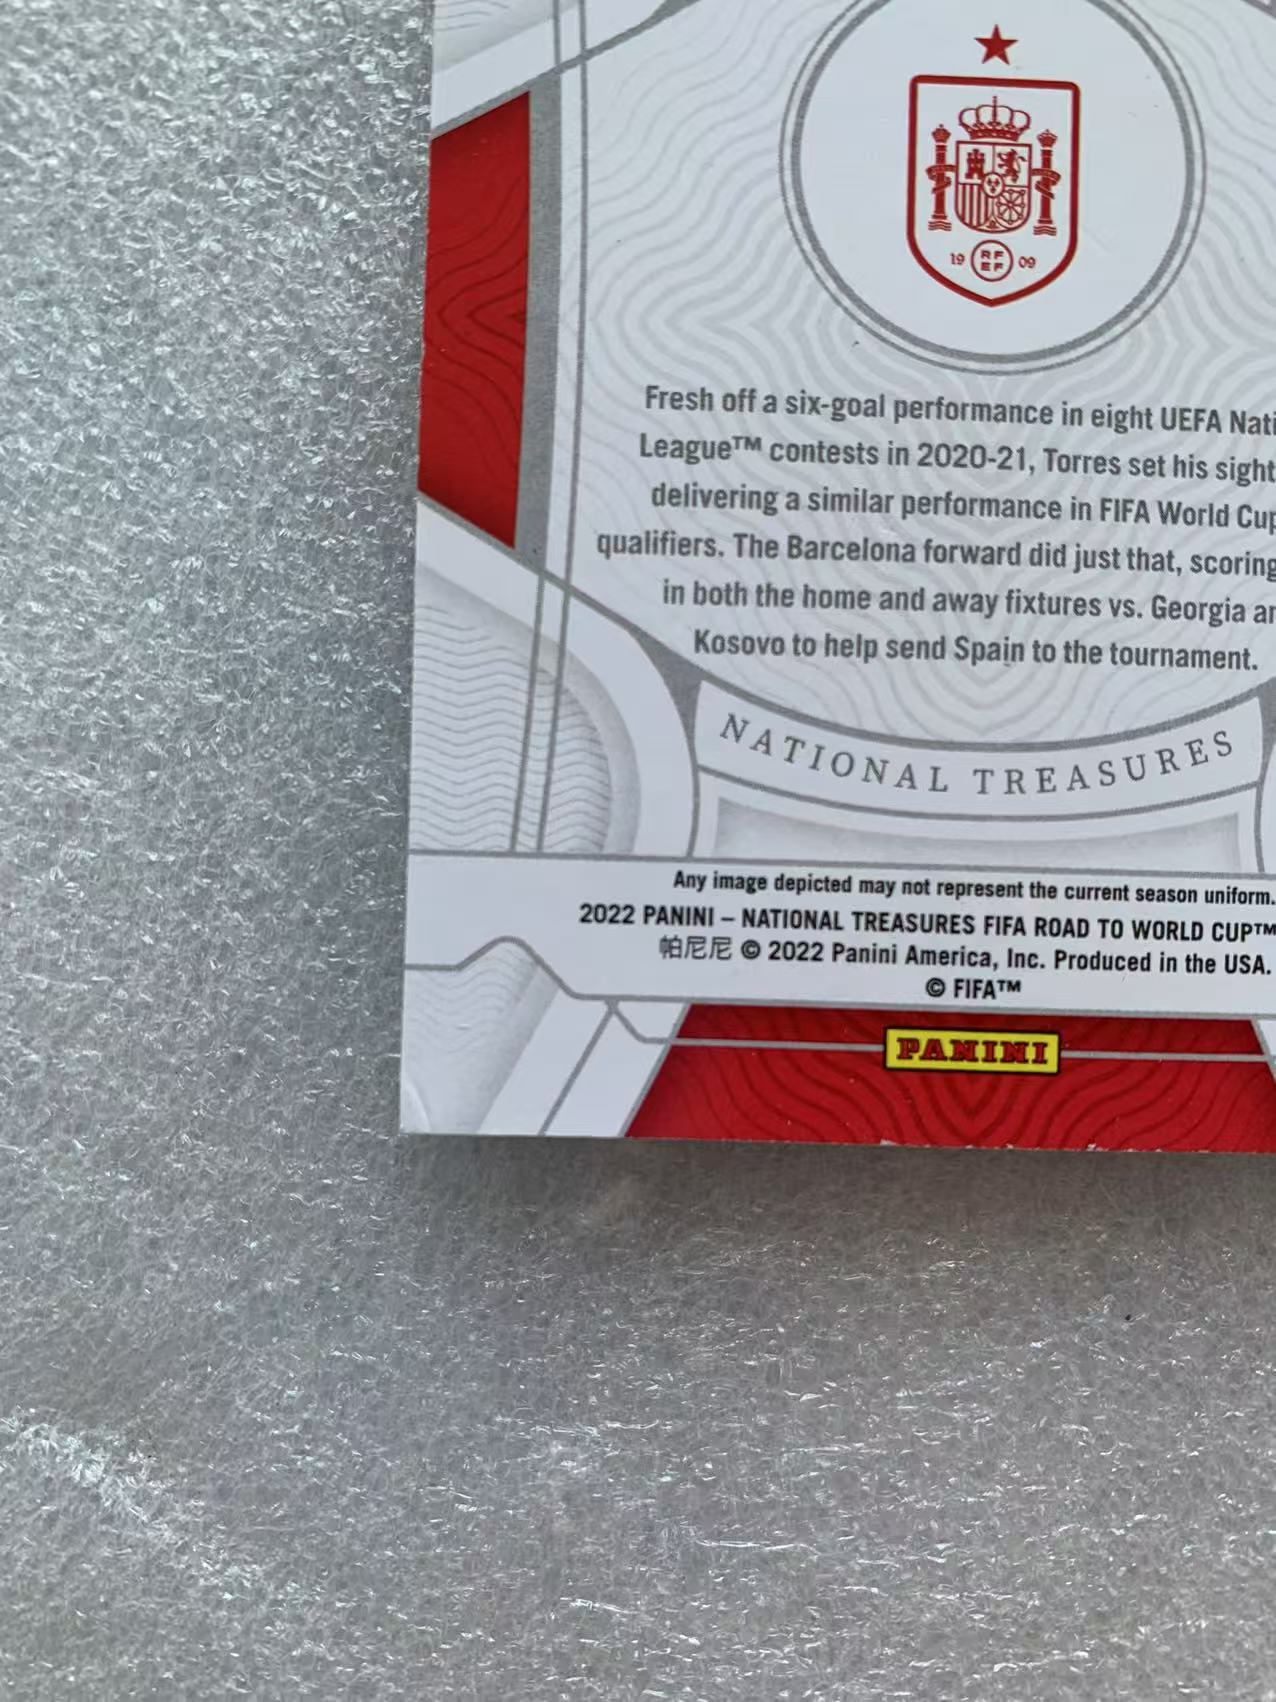 19 RF EF 09
Fresh off a six-goal performance in eight UEFA Nati
League™ contests in 2020-21, Torres set his sight
delivering a similar performance in FIFA World Cup
qualifiers. The Barcelona forward did just that, scoring
in both the home and away fixtures vs. Georgia a
Kosovo to help send Spain to the tournament.
NATIONAL TREASURES
Any image depicted may not represent the current season uniform.
2022 PANINI – NATIONAL TREASURES FIFA ROAD TO WORLD CUP™
帕尼尼 © 2022 Panini America, Inc. Produced in the USA.
© FIFA™
PANINI